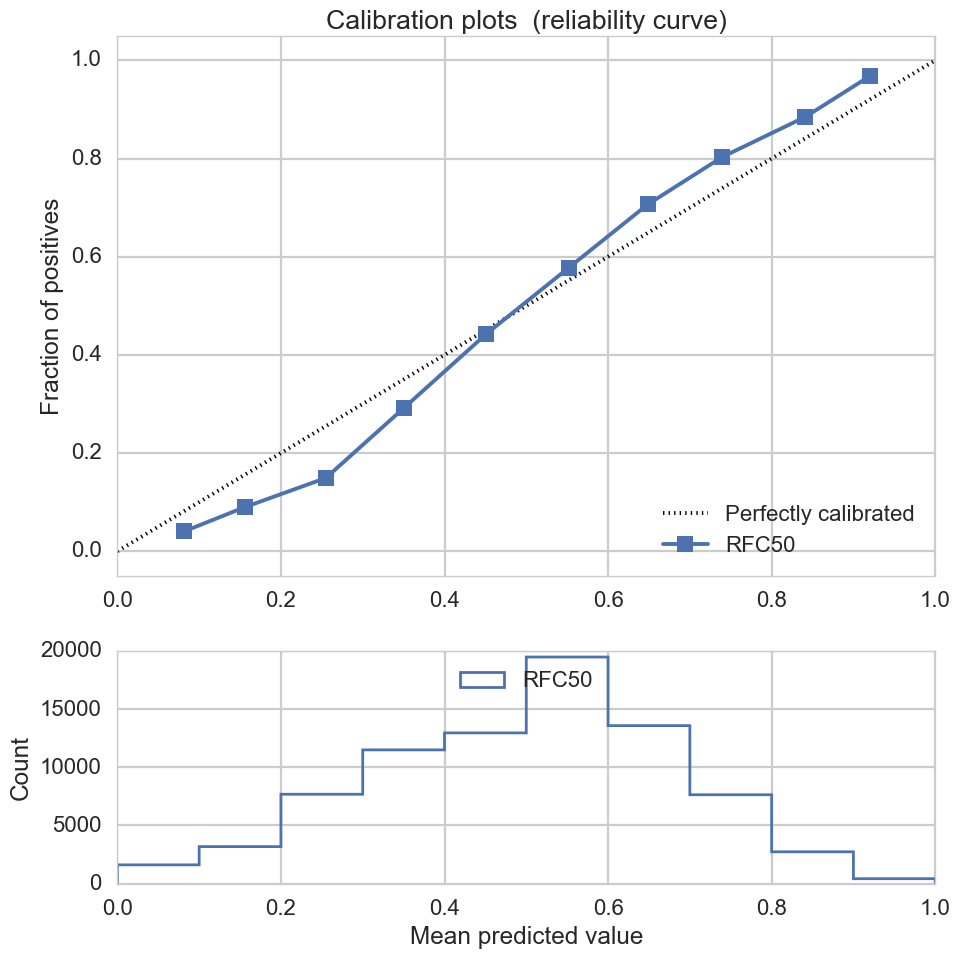 Calibration plots  (reliability curve)
1.0
0.8
0.6
0.4
0.2
0.0
Fraction of positives
Perfectly calibrated
RFC50
0.0 0.2 0.4 0.6 0.8 1.0
20000
15000
10000
5000
0
Count
RFC50
0.0 0.2 0.4 0.6 0.8 1.0
Mean predicted value